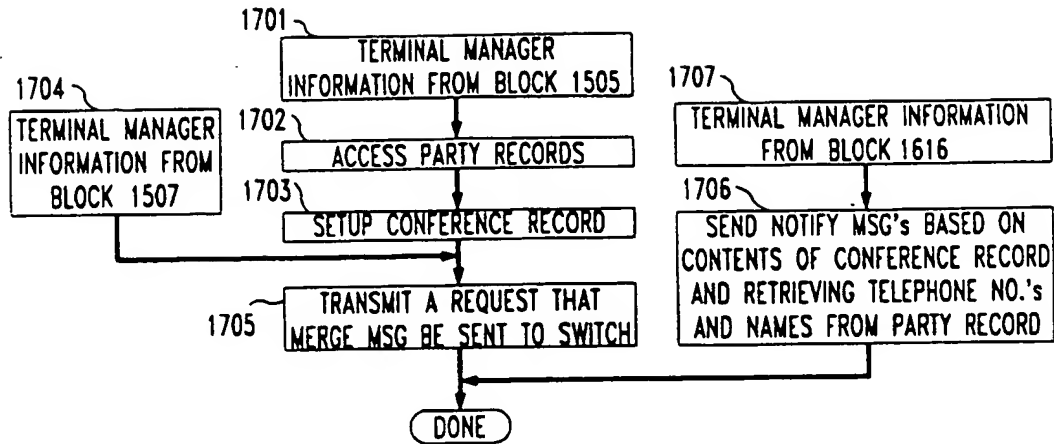 1701
TERMINAL MANAGER
INFORMATION FROM BLOCK 1505
1704
TERMINAL MANAGER
INFORMATION FROM
BLOCK 1507
1702
ACCESS PARTY RECORDS
1703
SETUP CONFERENCE RECORD
1705
TRANSMIT A REQUEST THAT
MERGE MSG BE SENT TO SWITCH
1707
TERMINAL MANAGER INFORMATION
FROM BLOCK 1616
1706
SEND NOTIFY MSG's BASED ON
CONTENTS OF CONFERENCE RECORD
AND RETRIEVING TELEPHONE NO.'s
AND NAMES FROM PARTY RECORD
DONE